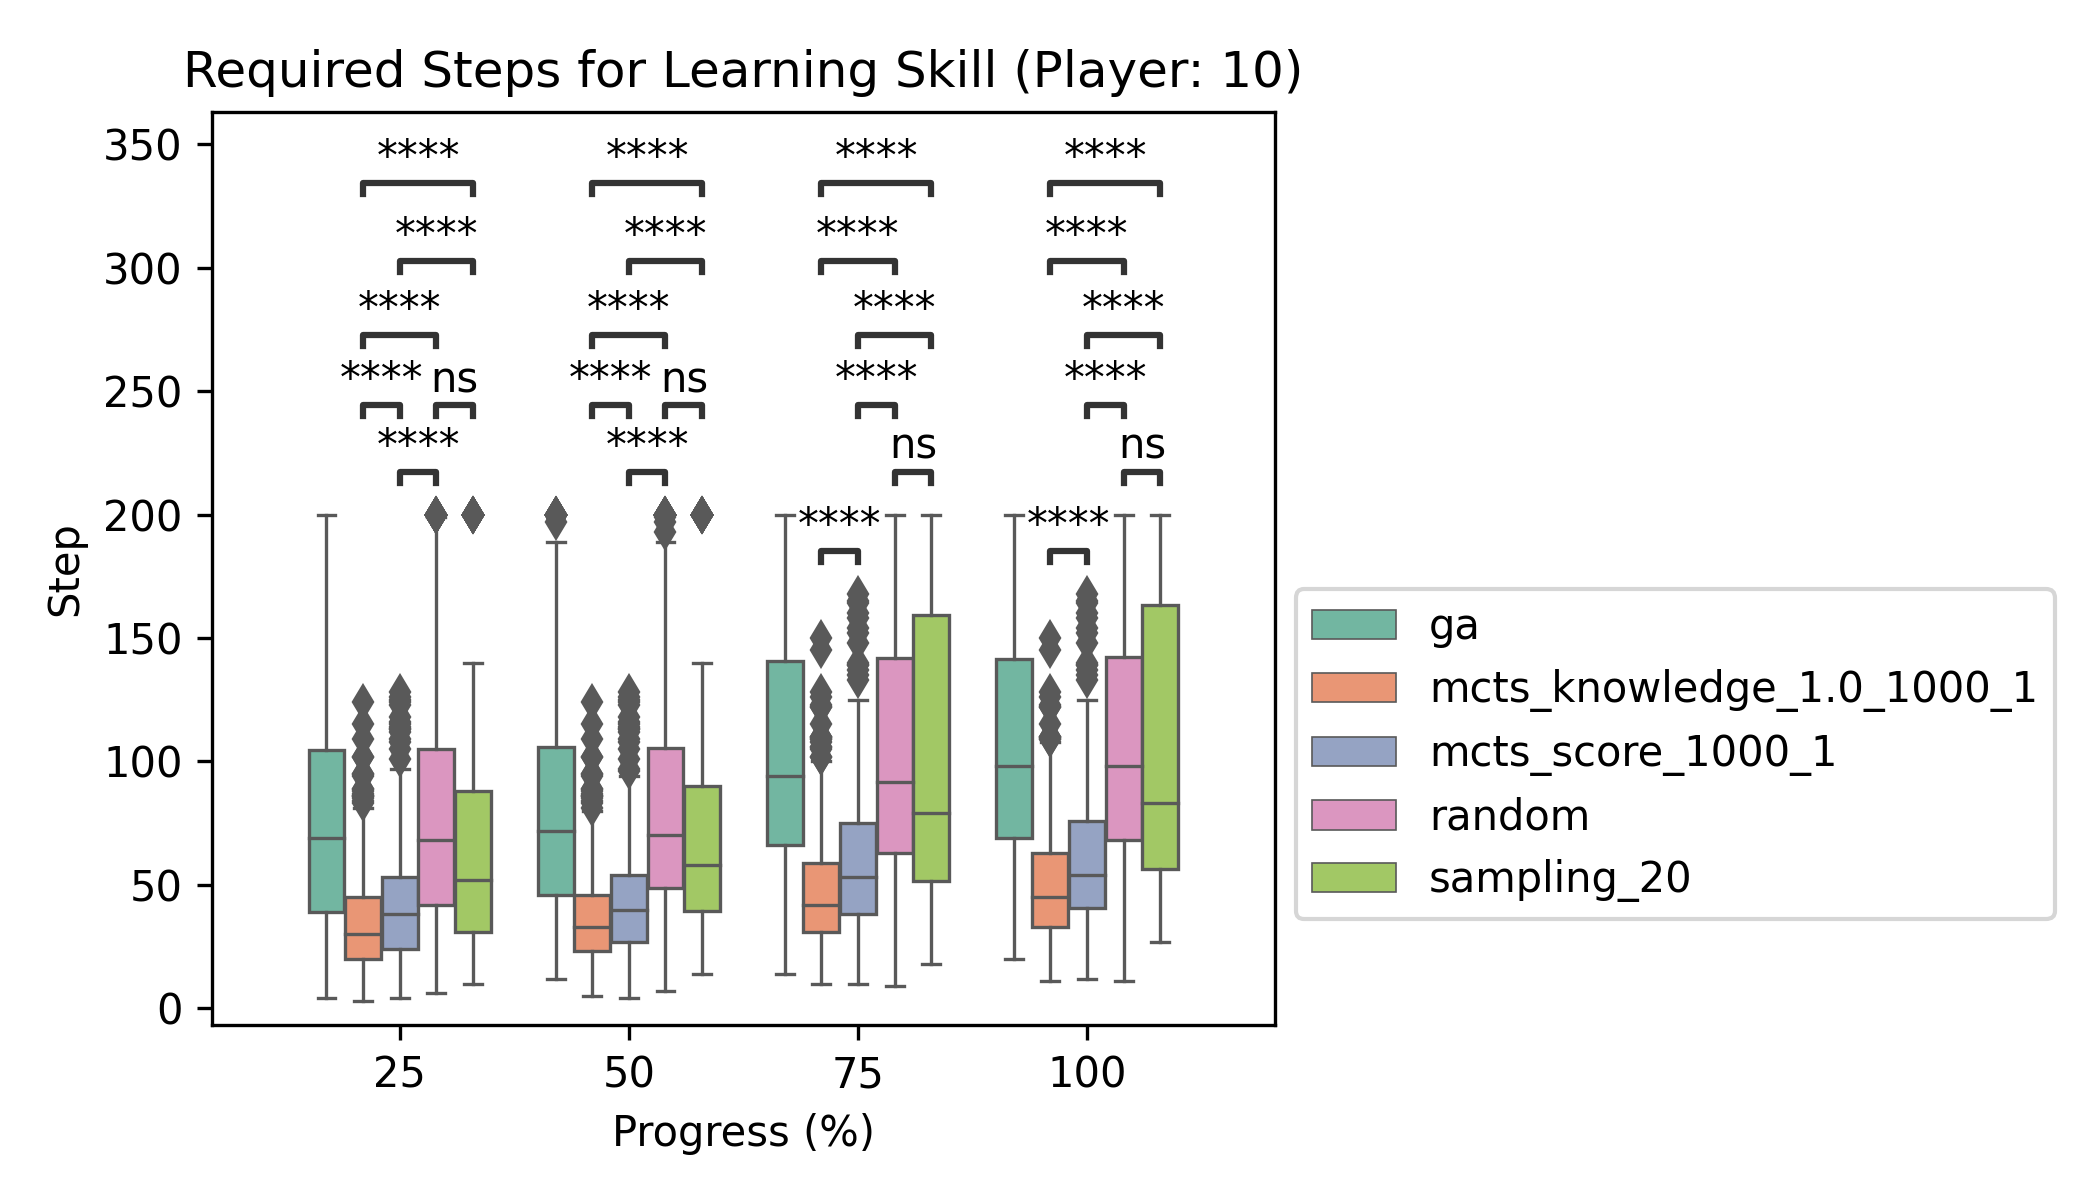 Required Steps for Learning Skill (Player: 10)
350
300
250
200
150
100
50
0
Step
**** **** **** ****
**** **** **** ****
**** **** **** ****
**** ns **** ns **** ****
**** **** ns ns
**** ****
25 50 75 100
Progress (%)
ga
mcts_knowledge_1.0_1000_1
mcts_score_1000_1
random
sampling_20